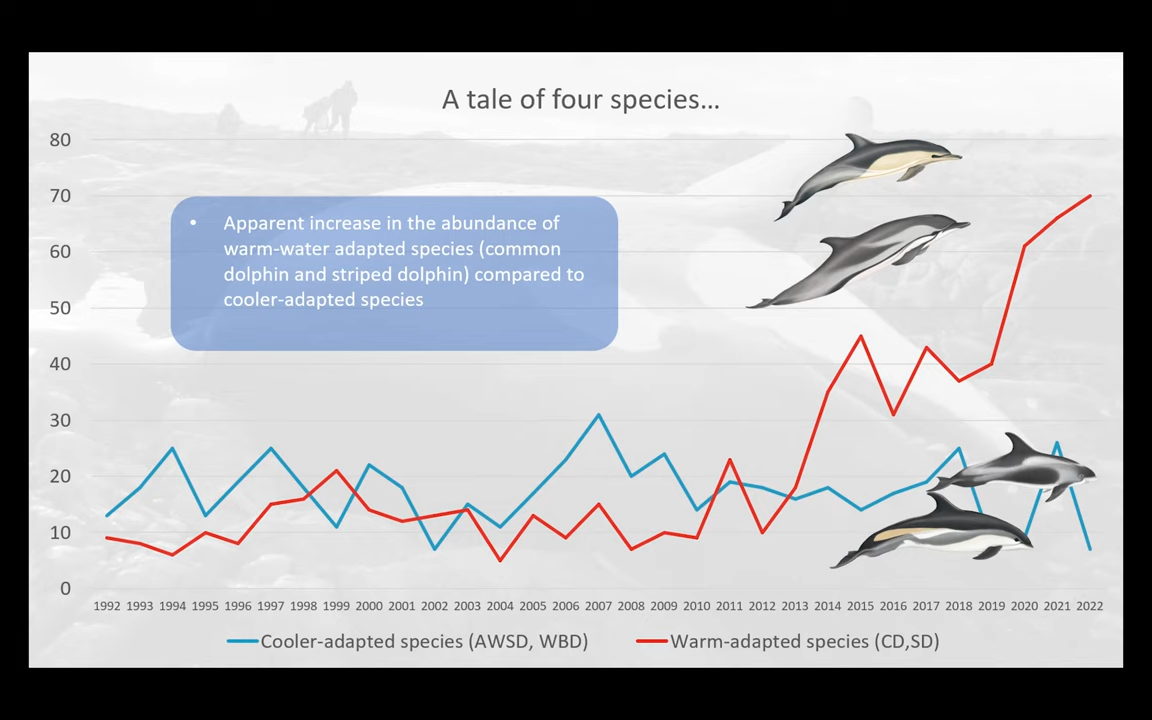 A tale of four species…
80
70
60
50
40
30
20
10
0
• Apparent increase in the abundance of
warm-water adapted species (common
dolphin and striped dolphin) compared to
cooler-adapted species
1992 1993 1994 1995 1996 1997 1998 1999 2000 2001 2002 2003 2004 2005 2006 2007 2008 2009 2010 2011 2012 2013 2014 2015 2016 2017 2018 2019 2020 2021 2022
Cooler-adapted species (AWSD, WBD) Warm-adapted species (CD,SD)